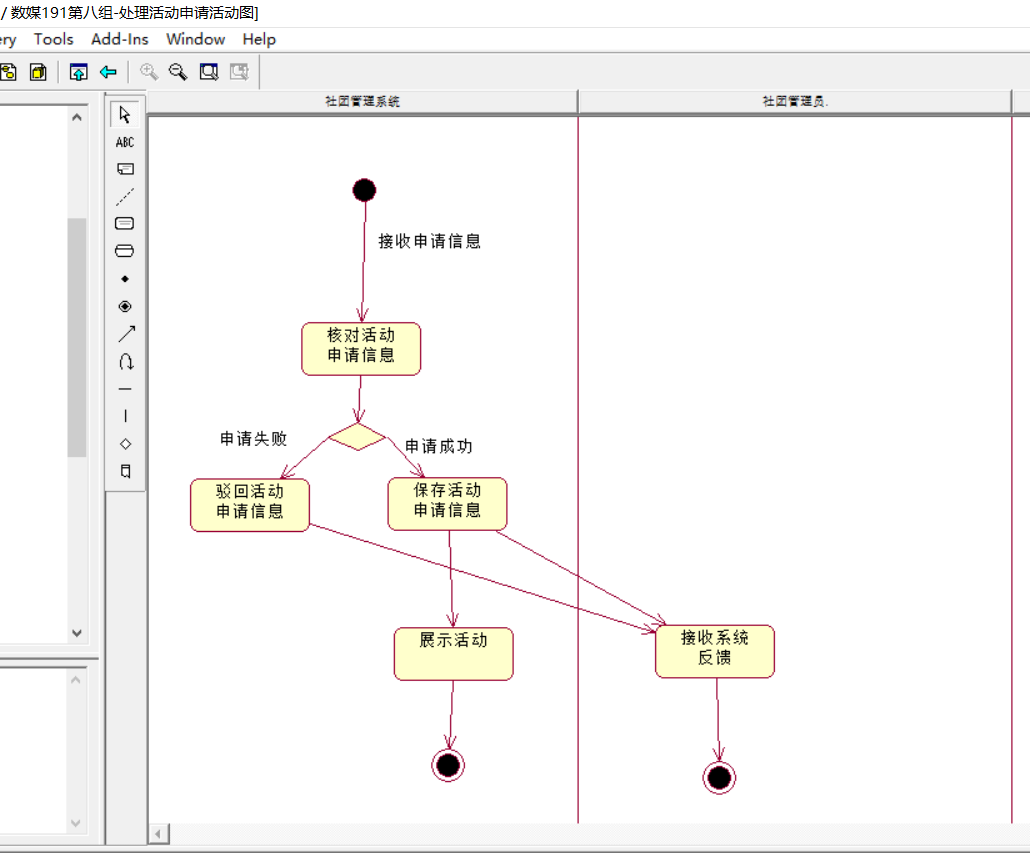 / 数媒191第八组-处理活动申请活动图]
ery Tools Add-Ins Window Help
社团管理系统
社团管理员.
ABC
接收申请信息
核对活动
申请信息
申请失败
申请成功
驳回活动
申请信息
保存活动
申请信息
展示活动
接收系统
反馈